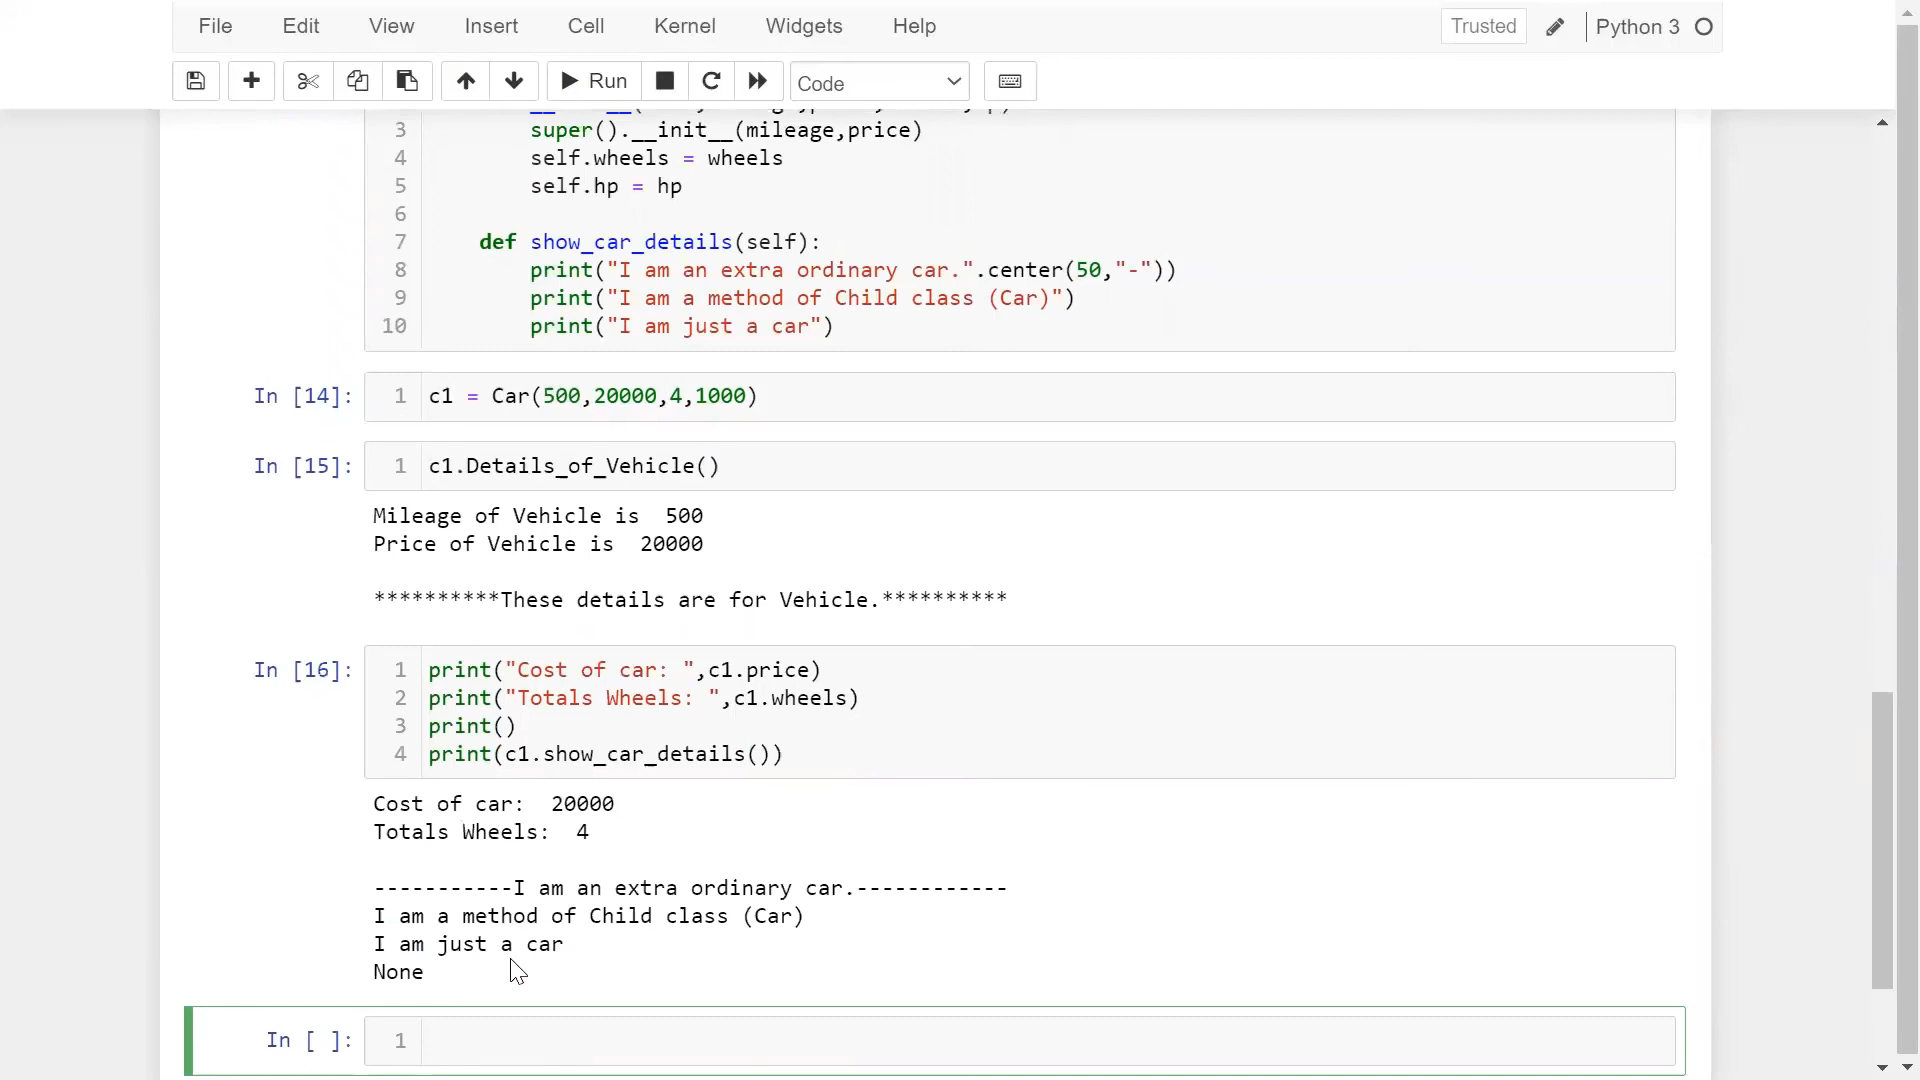 File Edit View Insert Cell Kernel Widgets Help Trusted Python 3
Run Code
3 super().__init__(mileage,price)
4 self.wheels = wheels
5 self.hp = hp
6
7 def show_car_details(self):
8 print("I am an extra ordinary car.".center(50,"-"))
9 print("I am a method of Child class (Car)")
10 print("I am just a car")
In [14]: 1 c1 = Car(500,20000,4,1000)
In [15]: 1 c1.Details_of_Vehicle()
Mileage of Vehicle is  500
Price of Vehicle is  20000
**********These details are for Vehicle.**********
In [16]: 1 print("Cost of car: ",c1.price)
2 print("Totals Wheels: ",c1.wheels)
3 print()
4 print(c1.show_car_details())
Cost of car:  20000
Totals Wheels:  4
-----------I am an extra ordinary car.------------
I am a method of Child class (Car)
I am just a car
None
In [ ]: 1